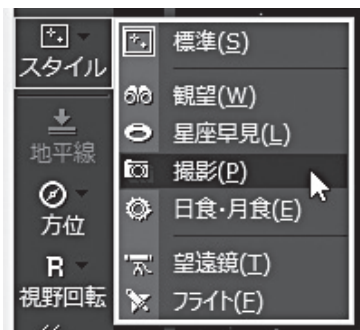 スタイル
地平線
方位
R
視野回転
標準(S)
観望(W)
星座早見(L)
撮影(P)
日食・月食(E)
望遠鏡(T)
フライト(F)